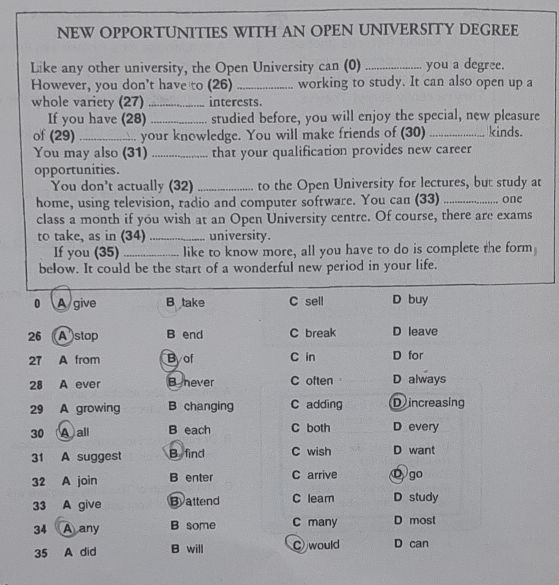 NEW OPPORTUNITIES WITH AN OPEN UNIVERSITY DEGREE
Like any other university, the Open University can (0) .................. you a degree.
However, you don't have to (26) .................. working to study. It can also open up a
whole variety (27) .................. interests.
If you have (28) .................. studied before, you will enjoy the special, new pleasure
of (29) .................. your knowledge. You will make friends of (30) .................. kinds.
You may also (31) .................. that your qualification provides new career
opportunities.
You don't actually (32) .................. to the Open University for lectures, but study at
home, using television, radio and computer software. You can (33) .................. one
class a month if you wish at an Open University centre. Of course, there are exams
to take, as in (34) .................. university.
If you (35) .................. like to know more, all you have to do is complete the form
below. It could be the start of a wonderful new period in your life.
0 A give B take C sell D buy
26 A stop B end C break D leave
27 A from B of C in D for
28 A ever B never C often D always
29 A growing B changing C adding D increasing
30 A all B each C both D every
31 A suggest B find C wish D want
32 A join B enter C arrive D go
33 A give B attend C learn D study
34 A any B some C many D most
35 A did B will C would D can